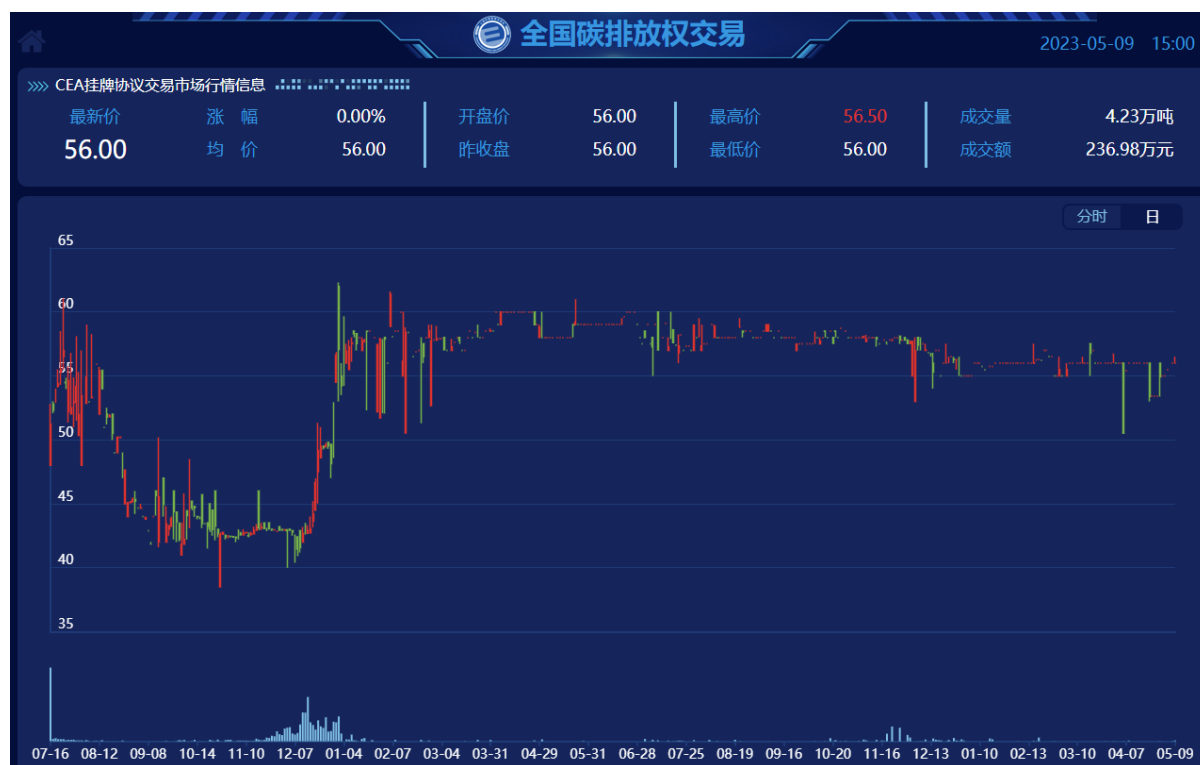 全国碳排放权交易
2023-05-09 15:00
CEA挂牌协议交易市场行情信息
最新价 涨 幅 0.00% 开盘价 56.00 最高价 56.50 成交量 4.23万吨
56.00 均 价 56.00 昨收盘 56.00 最低价 56.00 成交额 236.98万元
分时 日
65
60
55
50
45
40
35
07-16 08-12 09-08 10-14 11-10 12-07 01-04 02-07 03-04 03-31 04-29 05-31 06-28 07-25 08-19 09-16 10-20 11-16 12-13 01-10 02-13 03-10 04-07 05-09